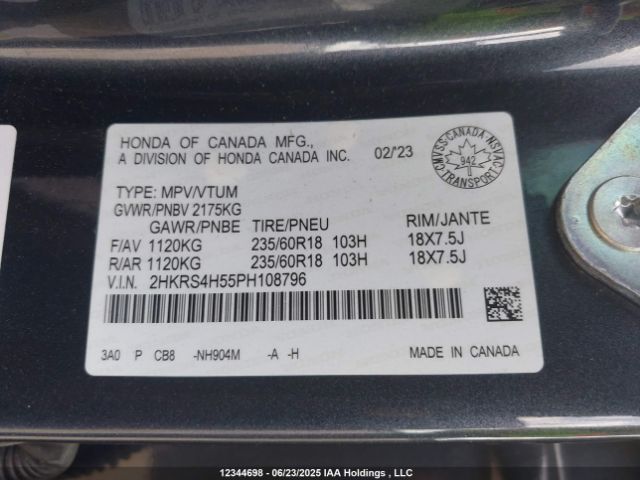 HONDA OF CANADA MFG.,
A DIVISION OF HONDA CANADA INC. 02/'23
CMVSS-CANADA-NSVAC
942
TRANSPORT
TYPE: MPV/VTUM
GVWR/PNBV 2175KG
GAWR/PNBE TIRE/PNEU RIM/JANTE
F/AV 1120KG 235/60R18 103H 18X7.5J
R/AR 1120KG 235/60R18 103H 18X7.5J
V.I.N. 2HKRS4H55PH108796
3A0 P CB8 -NH904M -A -H MADE IN CANADA
12344698 - 06/23/2025 IAA Holdings , LLC